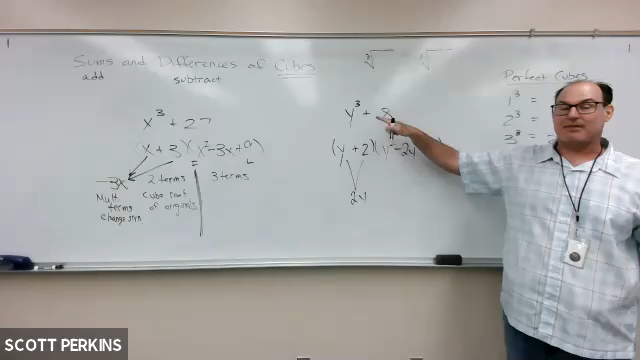 Sums and Differences of Cubes
add subtract
x³ + 27
(x + 3)(x² - 3x + 9)
=
-3x
2 terms
3 terms
Mult
terms
change sign
Cube root
of originals
∛ ∛
y³ + 8
(y + 2)(y² - 2y
2y
Perfect Cubes
1³ =
2³ =
3³ =
SCOTT PERKINS